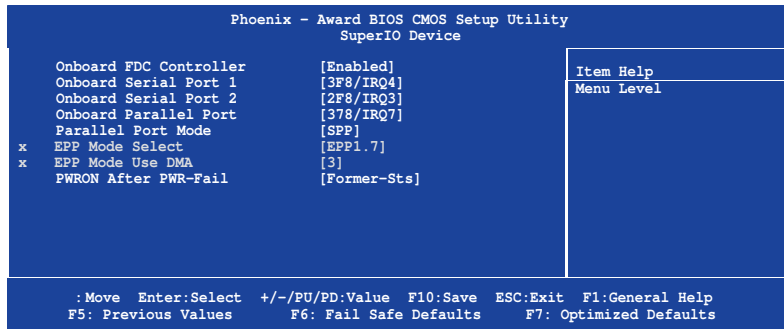 Phoenix - Award BIOS CMOS Setup Utility
SuperIO Device
Onboard FDC Controller [Enabled]
Onboard Serial Port 1 [3F8/IRQ4]
Onboard Serial Port 2 [2F8/IRQ3]
Onboard Parallel Port [378/IRQ7]
Parallel Port Mode [SPP]
x EPP Mode Select [EPP1.7]
x EPP Mode Use DMA [3]
PWRON After PWR-Fail [Former-Sts]
Item Help
Menu Level
:Move Enter:Select +/-/PU/PD:Value F10:Save ESC:Exit F1:General Help
F5: Previous Values F6: Fail Safe Defaults F7: Optimized Defaults